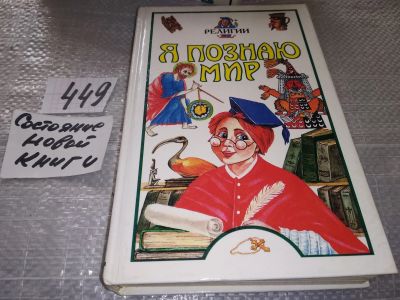 449
Состояние
новой
книги
РЕЛИГИИ
Я ПОЗНАЮ
МИР